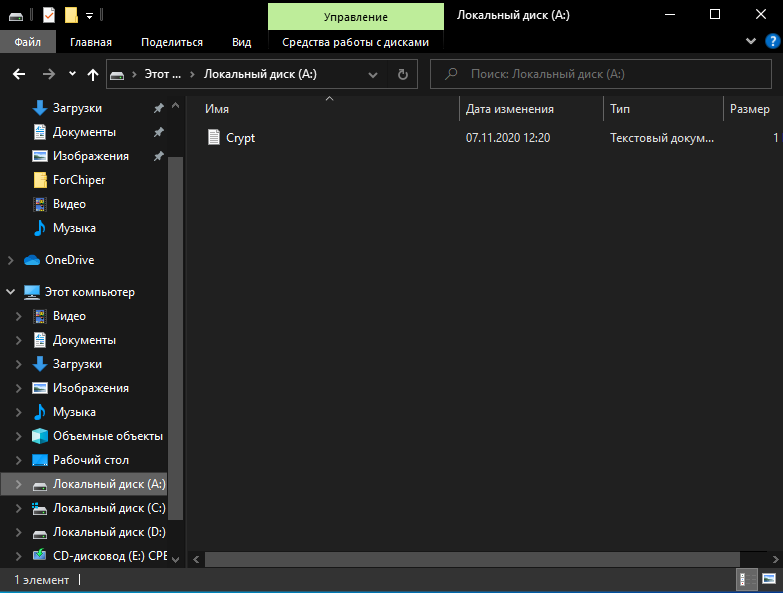 Управление
Локальный диск (A:)
Файл
Главная
Поделиться
Вид
Средства работы с дисками
?
Этот ...
Локальный диск (A:)
Поиск: Локальный диск (A:)
Загрузки
Документы
Изображения
ForChiper
Видео
Музыка
OneDrive
Этот компьютер
Видео
Документы
Загрузки
Изображения
Музыка
Объемные объекты
Рабочий стол
Локальный диск (A:)
Локальный диск (C:)
Локальный диск (D:)
CD-дисковод (E:) CPE
Имя
Дата изменения
Тип
Размер
Crypt
07.11.2020 12:20
Текстовый докум...
1
1 элемент